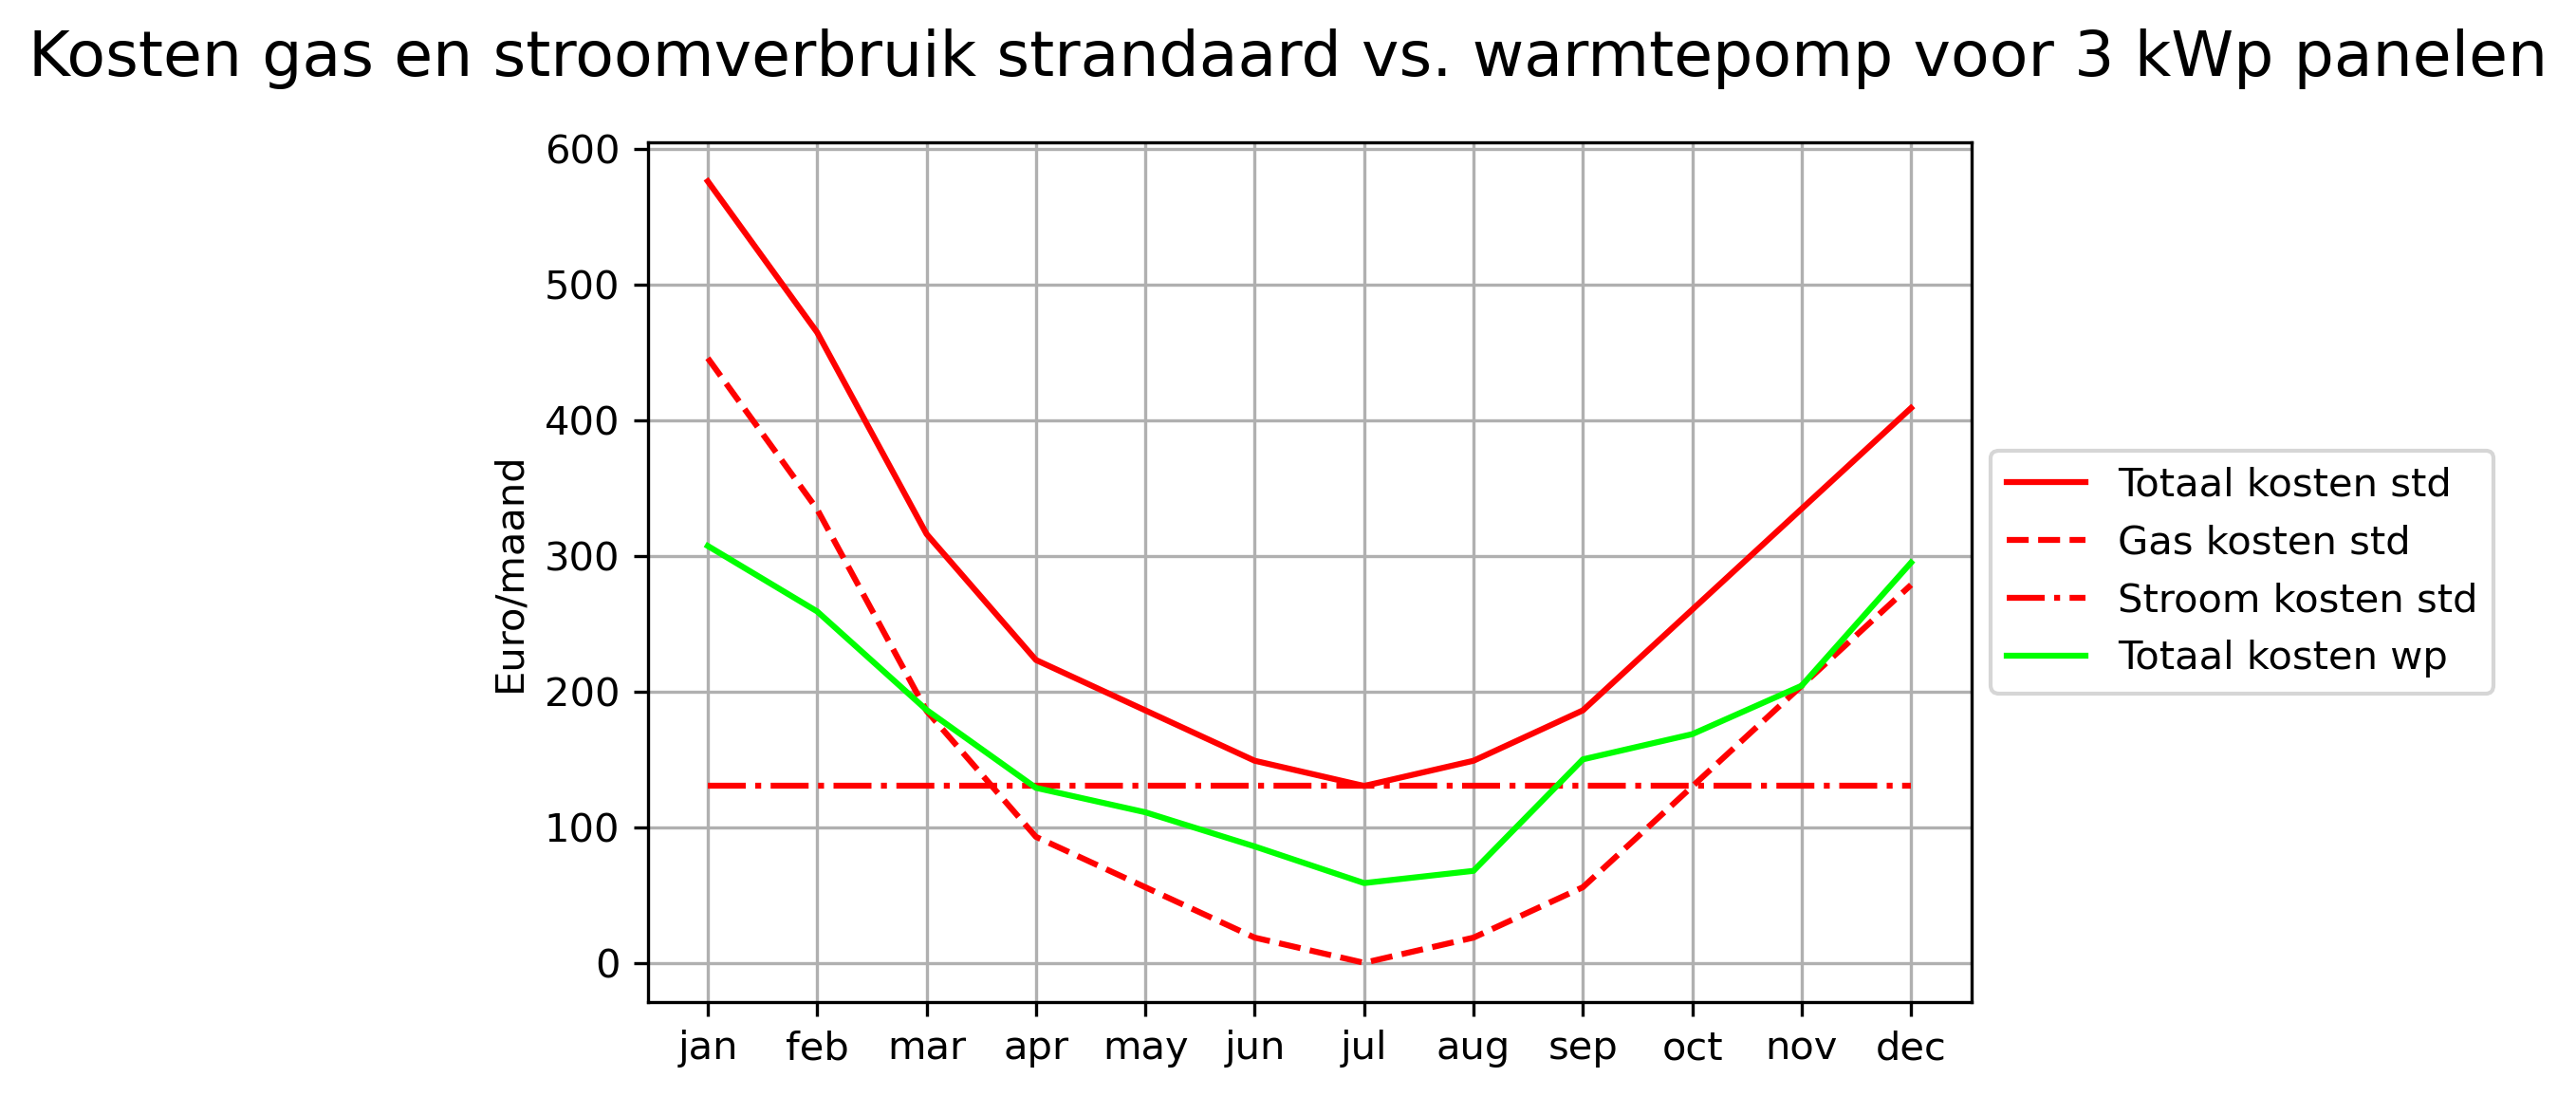 Kosten gas en stroomverbruik strandaard vs. warmtepomp voor 3 kWp panelen
600
500
400
300
200
100
0
Euro/maand
jan feb mar apr may jun jul aug sep oct nov dec
Totaal kosten std
Gas kosten std
Stroom kosten std
Totaal kosten wp